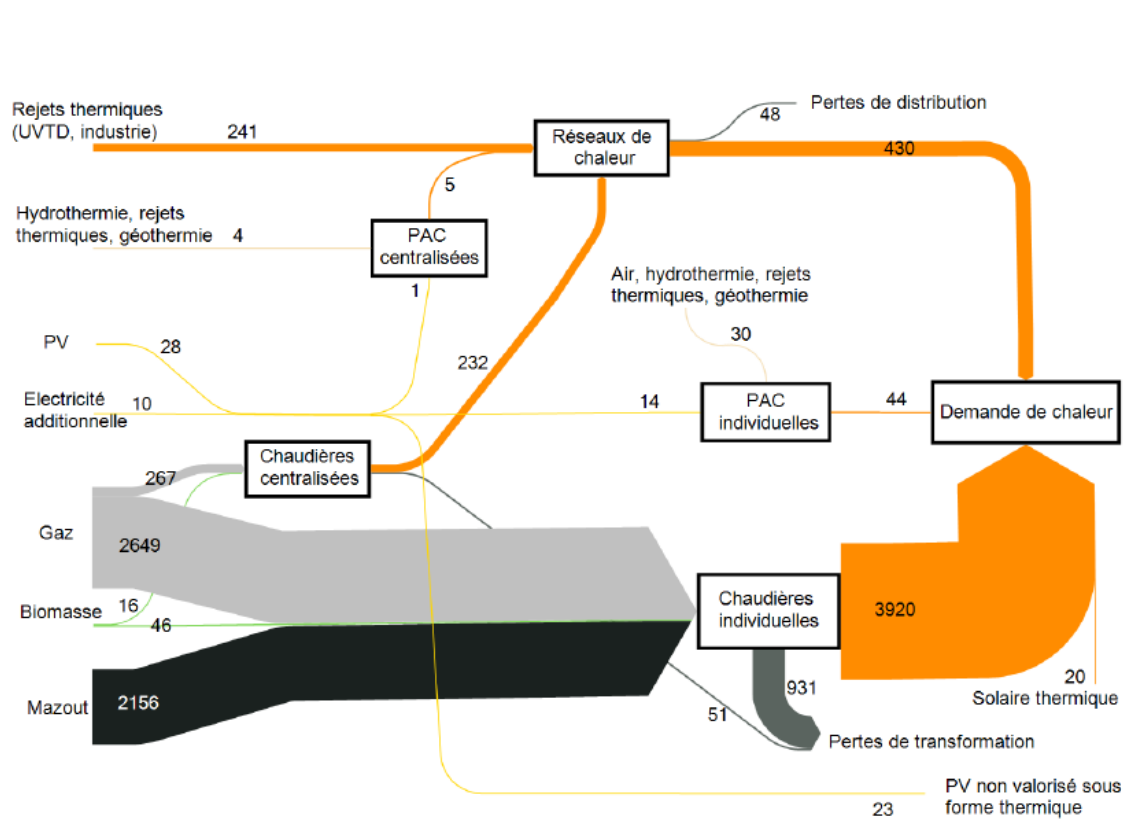 Rejets thermiques
(UVTD, industrie)
241
Réseaux de
chaleur
48
Pertes de distribution
430
5
Hydrothermie, rejets
thermiques, géothermie
4
PAC
centralisées
1
Air, hydrothermie, rejets
thermiques, géothermie
30
PV
28
232
Electricité
additionnelle
10
14
PAC
individuelles
44
Demande de chaleur
Chaudières
centralisées
267
Gaz
2649
Biomasse
16
46
Mazout
2156
Chaudières
individuelles
3920
931
51
Pertes de transformation
20
Solaire thermique
23
PV non valorisé sous
forme thermique